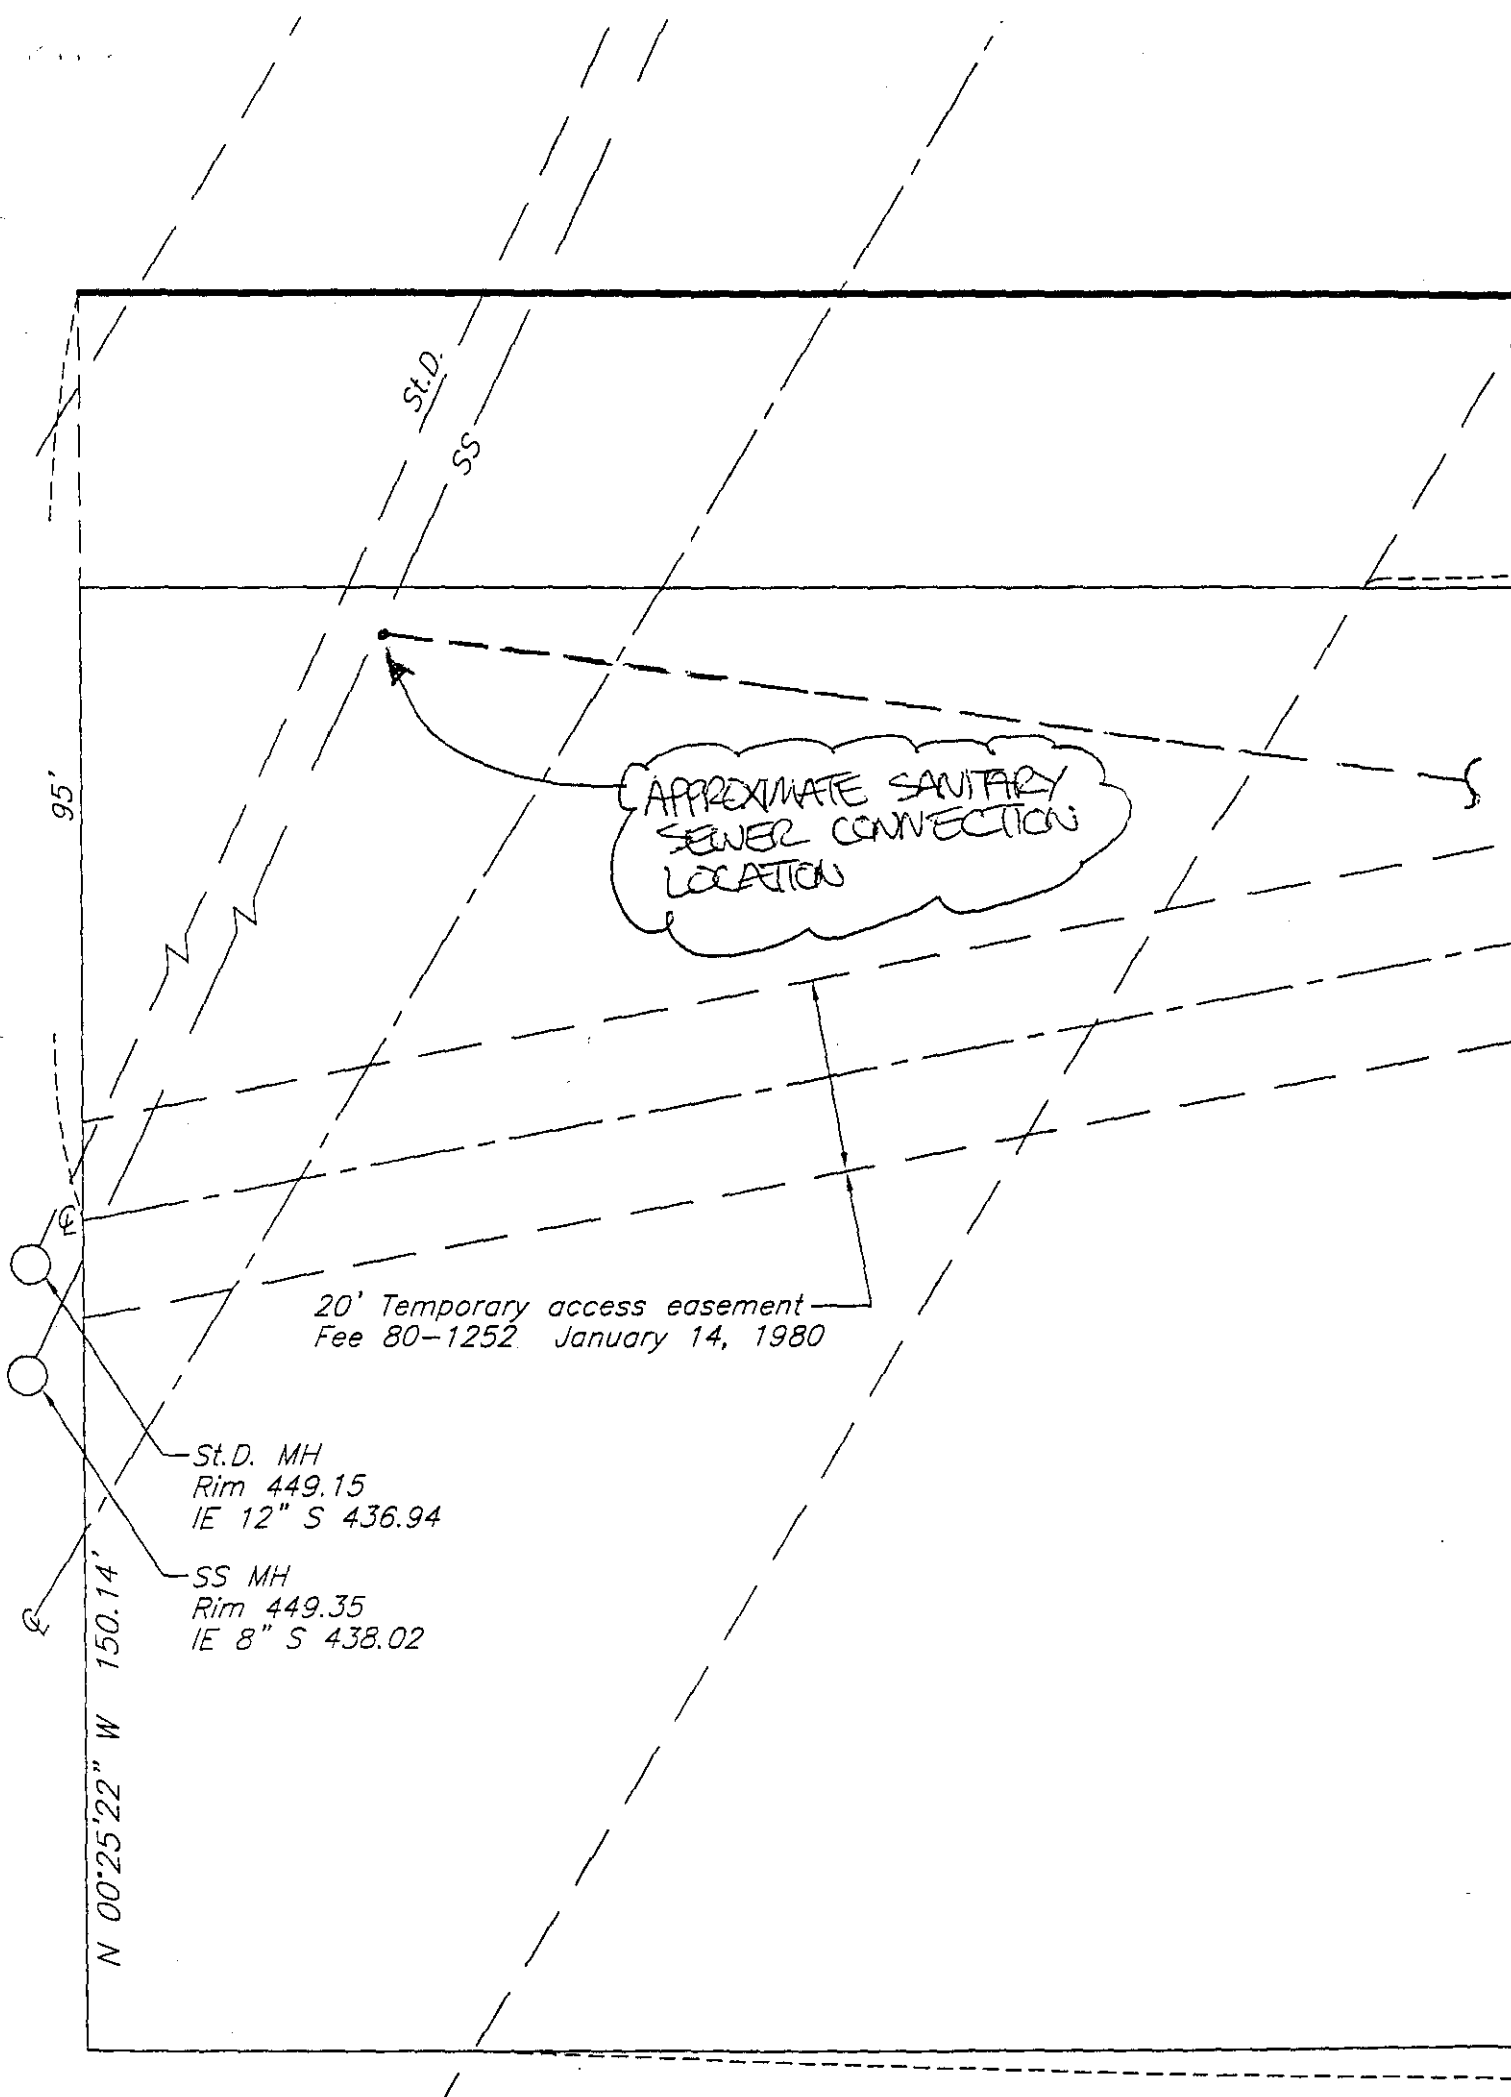 St.D.
SS
95'
APPROXIMATE SANITARY
SEWER CONNECTION
LOCATION
℄
20' Temporary access easement
Fee 80-1252 January 14, 1980
St.D. MH
Rim 449.15
IE 12" S 436.94
SS MH
Rim 449.35
IE 8" S 438.02
℄
N 00°25'22" W 150.14'